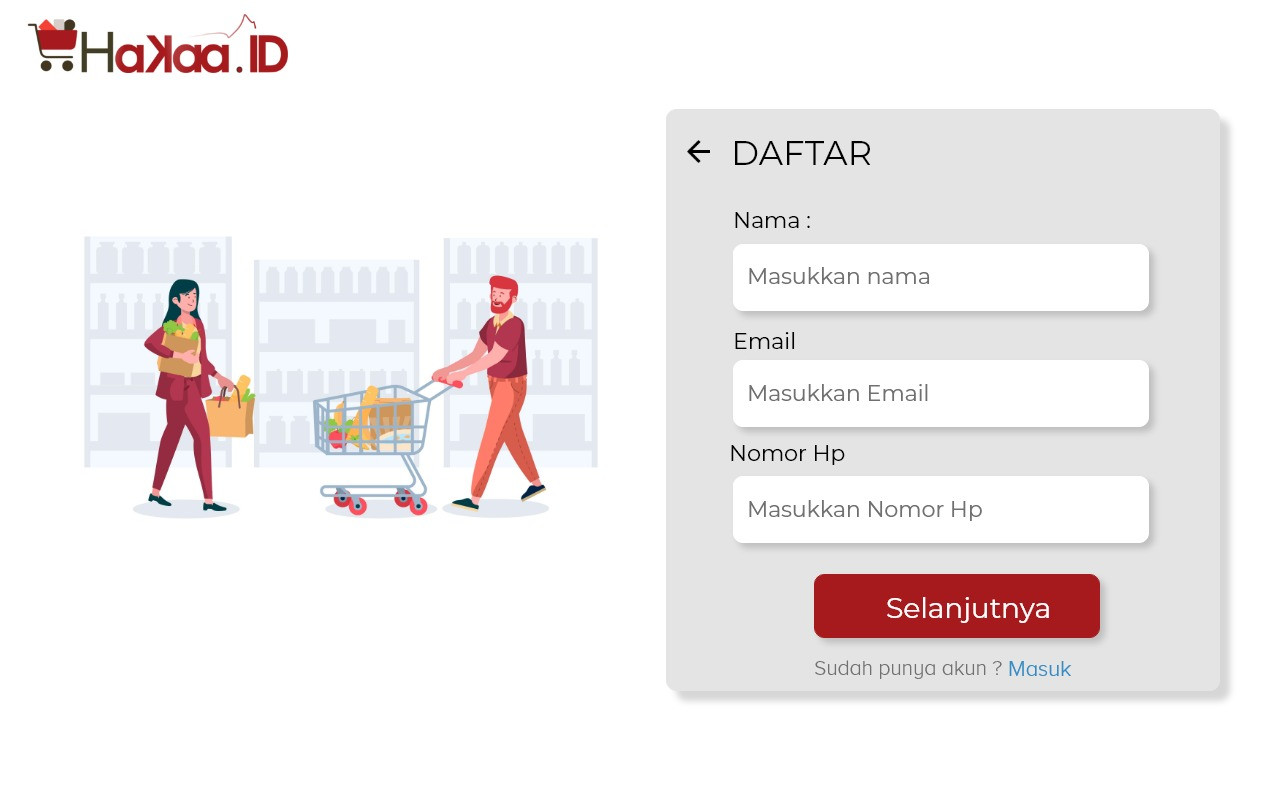 HaKaa.ID
DAFTAR
Nama :
Masukkan nama
Email
Masukkan Email
Nomor Hp
Masukkan Nomor Hp
Selanjutnya
Sudah punya akun ? Masuk